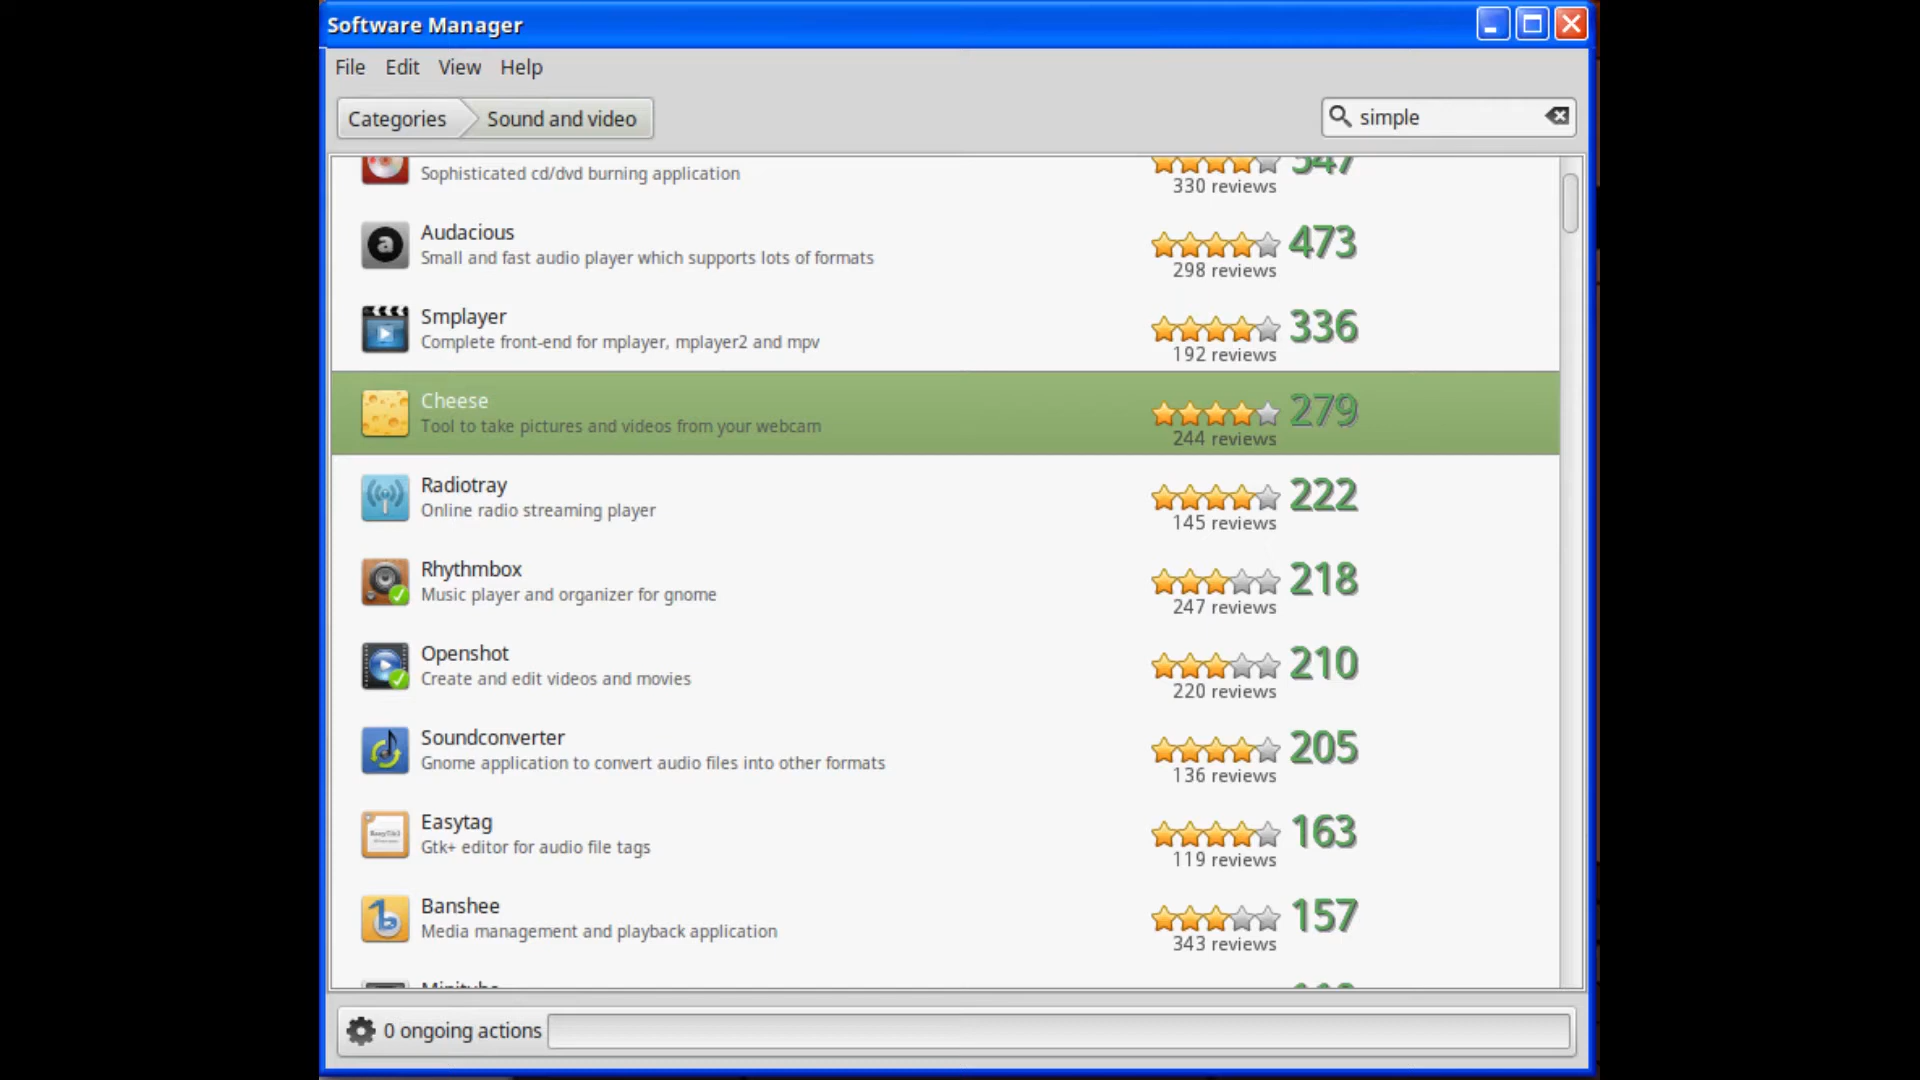 Software Manager
File Edit View Help
Categories Sound and video simple
Sophisticated cd/dvd burning application
330 reviews
Audacious
Small and fast audio player which supports lots of formats
473
298 reviews
Smplayer
Complete front-end for mplayer, mplayer2 and mpv
336
192 reviews
Cheese
Tool to take pictures and videos from your webcam
279
244 reviews
Radiotray
Online radio streaming player
222
145 reviews
Rhythmbox
Music player and organizer for gnome
218
247 reviews
Openshot
Create and edit videos and movies
210
220 reviews
Soundconverter
Gnome application to convert audio files into other formats
205
136 reviews
Easytag
Gtk+ editor for audio file tags
163
119 reviews
Banshee
Media management and playback application
157
343 reviews
0 ongoing actions